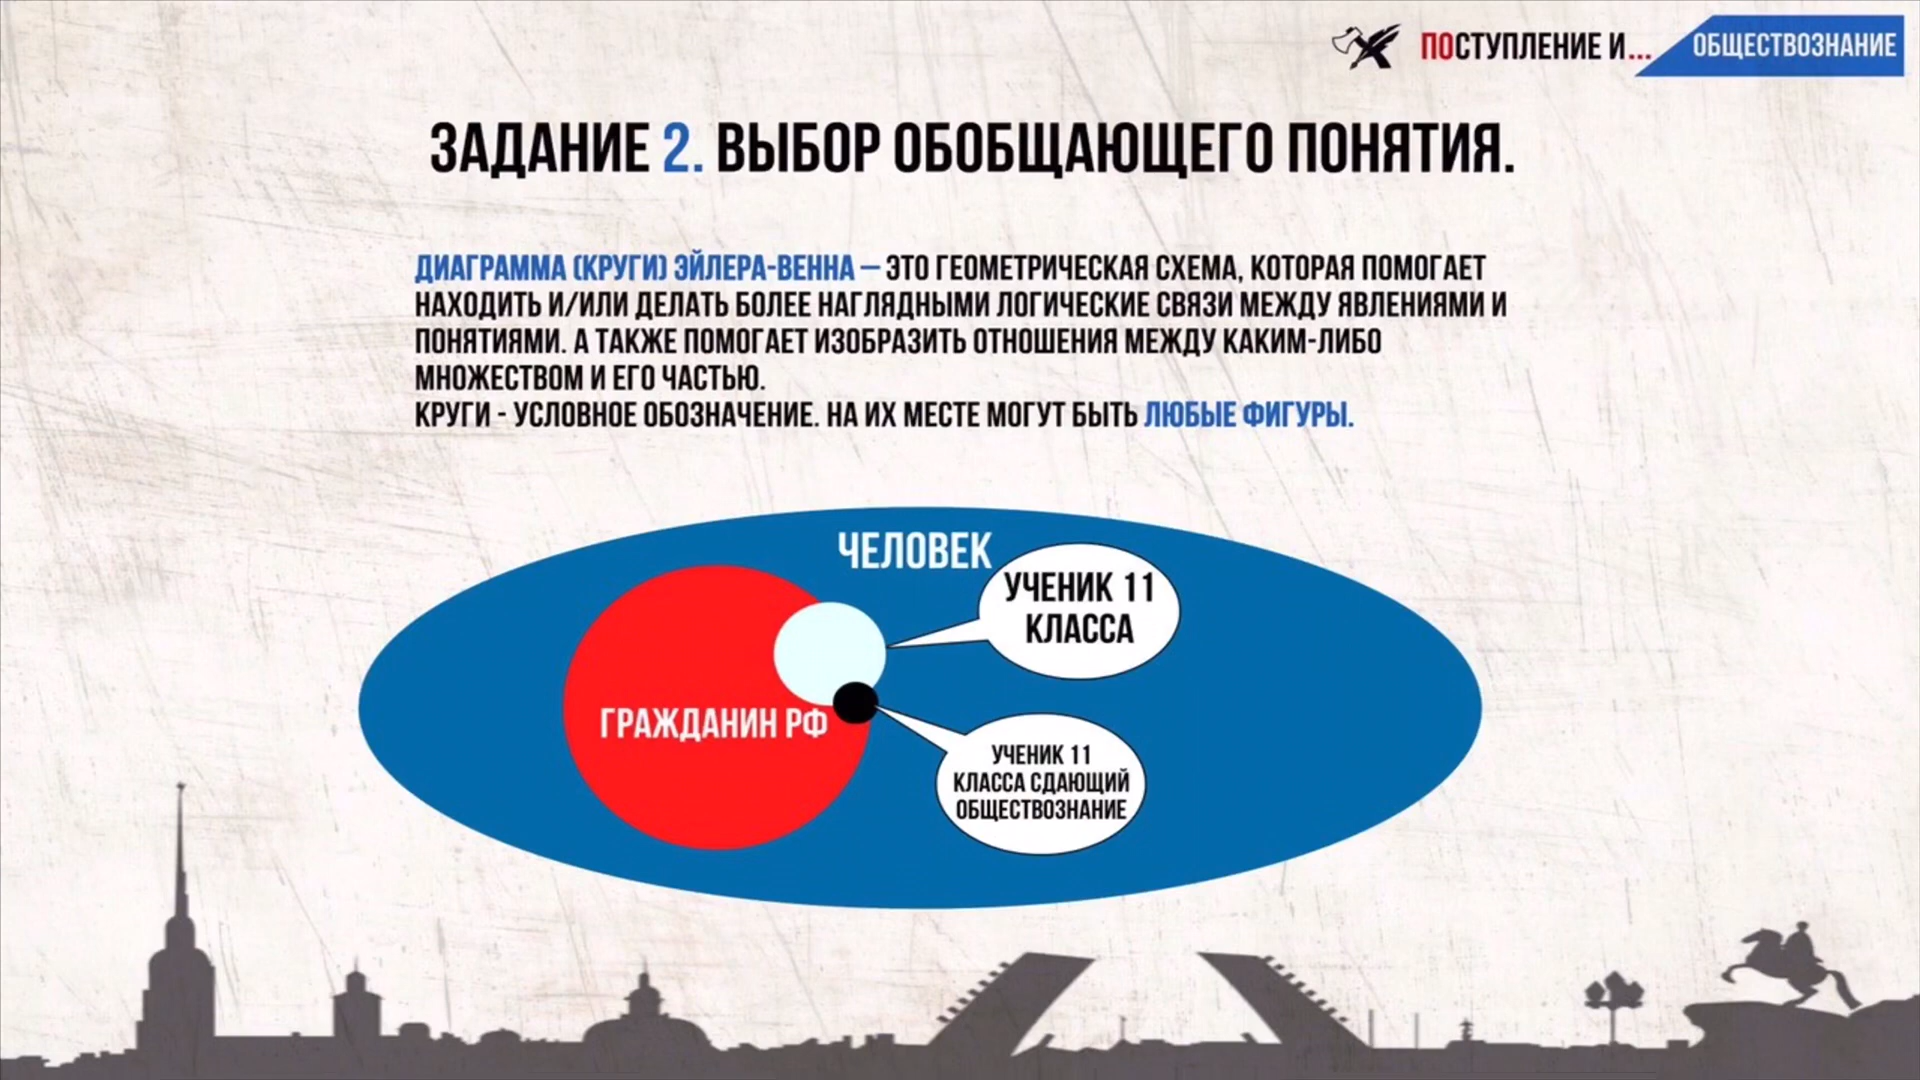 ПОСТУПЛЕНИЕ И...
ОБЩЕСТВОЗНАНИЕ
ЗАДАНИЕ 2. ВЫБОР ОБОБЩАЮЩЕГО ПОНЯТИЯ.
ДИАГРАММА (КРУГИ) ЭЙЛЕРА-ВЕННА – ЭТО ГЕОМЕТРИЧЕСКАЯ СХЕМА, КОТОРАЯ ПОМОГАЕТ
НАХОДИТЬ И/ИЛИ ДЕЛАТЬ БОЛЕЕ НАГЛЯДНЫМИ ЛОГИЧЕСКИЕ СВЯЗИ МЕЖДУ ЯВЛЕНИЯМИ И
ПОНЯТИЯМИ. А ТАКЖЕ ПОМОГАЕТ ИЗОБРАЗИТЬ ОТНОШЕНИЯ МЕЖДУ КАКИМ-ЛИБО
МНОЖЕСТВОМ И ЕГО ЧАСТЬЮ.
КРУГИ - УСЛОВНОЕ ОБОЗНАЧЕНИЕ. НА ИХ МЕСТЕ МОГУТ БЫТЬ ЛЮБЫЕ ФИГУРЫ.
ЧЕЛОВЕК
УЧЕНИК 11
КЛАССА
ГРАЖДАНИН РФ
УЧЕНИК 11
КЛАССА СДАЮЩИЙ
ОБЩЕСТВОЗНАНИЕ